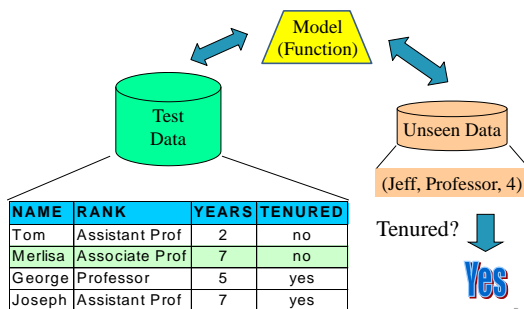 Model
(Function)
Test
Data
Unseen Data
(Jeff, Professor, 4)
NAME RANK YEARS TENURED
Tom Assistant Prof 2 no
Merlisa Associate Prof 7 no
George Professor 5 yes
Joseph Assistant Prof 7 yes
Tenured?
Yes